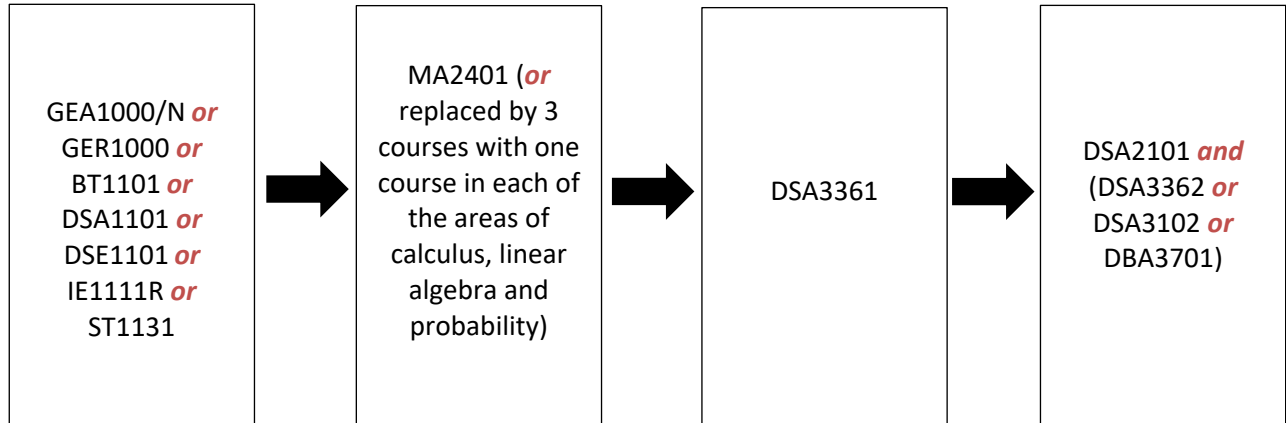 GEA1000/N or
GER1000 or
BT1101 or
DSA1101 or
DSE1101 or
IE1111R or
ST1131
MA2401 (or
replaced by 3
courses with one
course in each of
the areas of
calculus, linear
algebra and
probability)
DSA3361
DSA2101 and
(DSA3362 or
DSA3102 or
DBA3701)